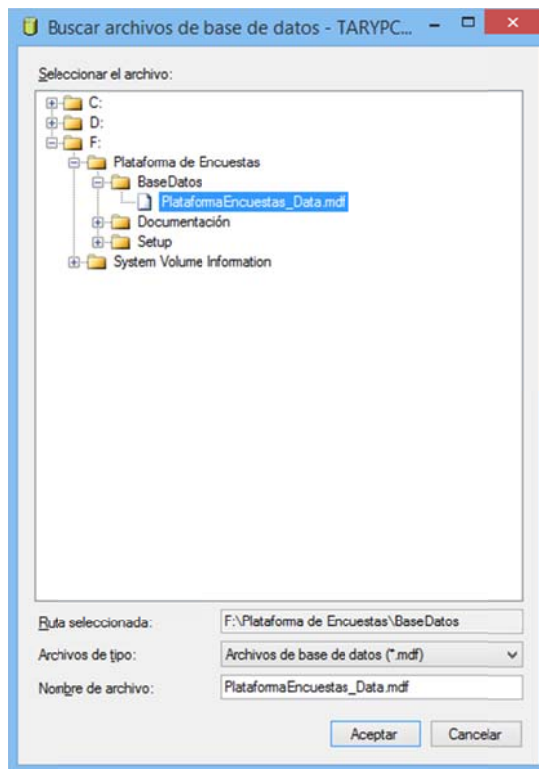 Buscar archivos de base de datos - TARYPC...
Seleccionar el archivo:
C:
D:
F:
Plataforma de Encuestas
BaseDatos
PlataformaEncuestas_Data.mdf
Documentación
Setup
System Volume Information
Ruta seleccionada: F:\Plataforma de Encuestas\BaseDatos
Archivos de tipo: Archivos de base de datos (*.mdf)
Nombre de archivo: PlataformaEncuestas_Data.mdf
Aceptar Cancelar